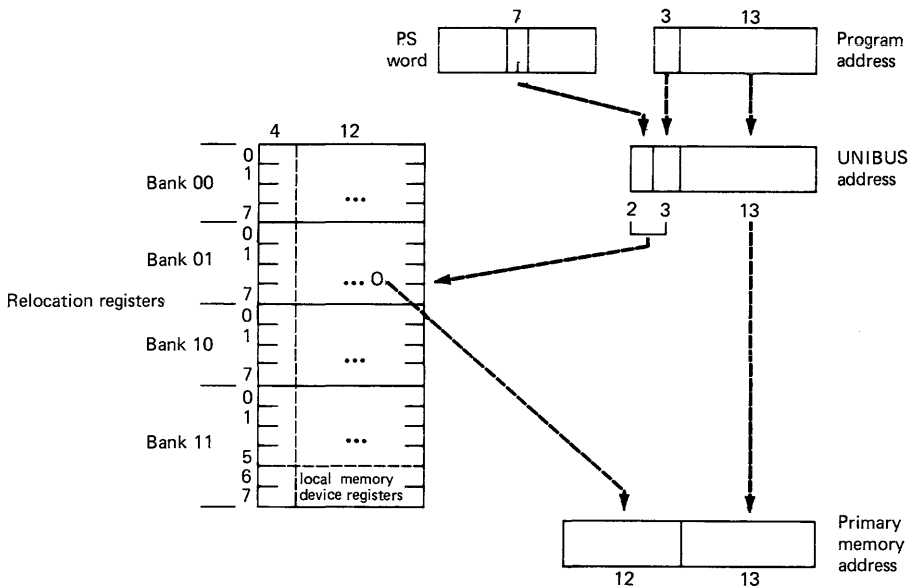 7
P.S
word
3 13
Program
address
UNIBUS
address
2 3 13
4 12
Bank 00
0
1
7
...
Bank 01
0
1
7
... O
Relocation registers
Bank 10
0
1
7
...
Bank 11
0
1
5
6
7
...
local memory
device registers
Primary
memory
address
12 13